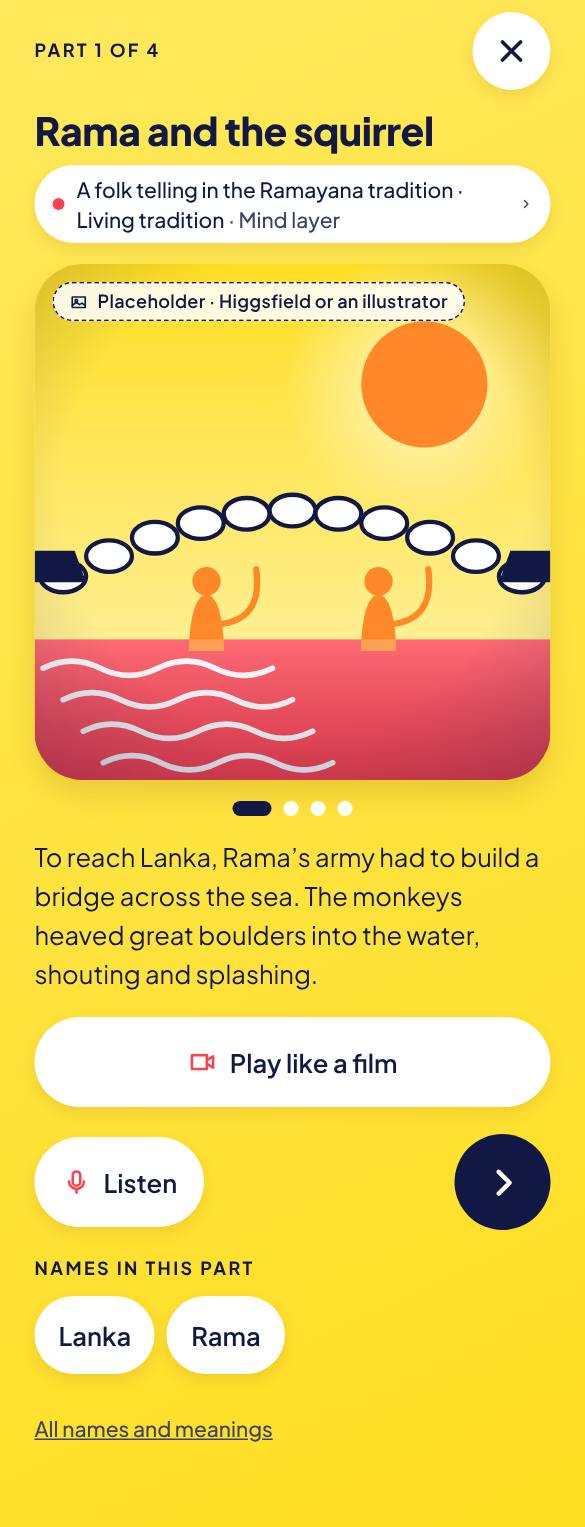 PART 1 OF 4
Rama and the squirrel
A folk telling in the Ramayana tradition ·
Living tradition · Mind layer
Placeholder · Higgsfield or an illustrator
To reach Lanka, Rama’s army had to build a
bridge across the sea. The monkeys
heaved great boulders into the water,
shouting and splashing.
Play like a film
Listen
NAMES IN THIS PART
Lanka
Rama
All names and meanings